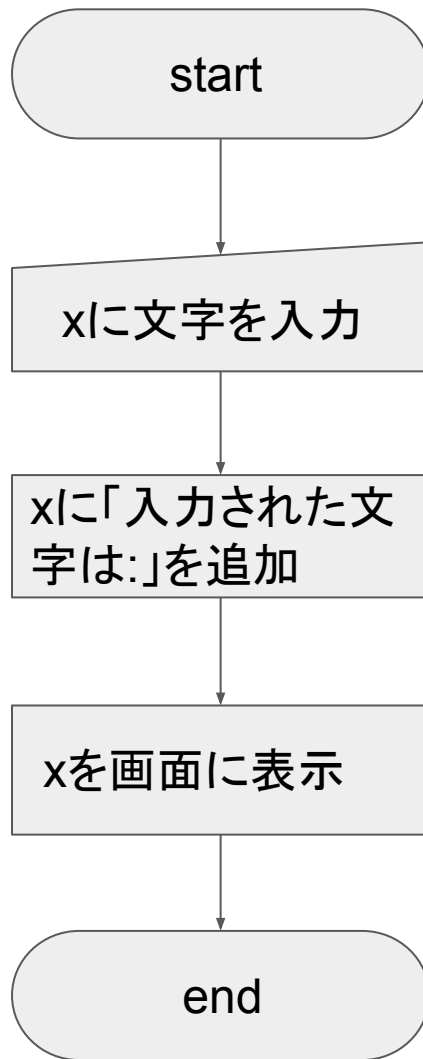 start
xに文字を入力
xに「入力された文
字は:」を追加
xを画面に表示
end